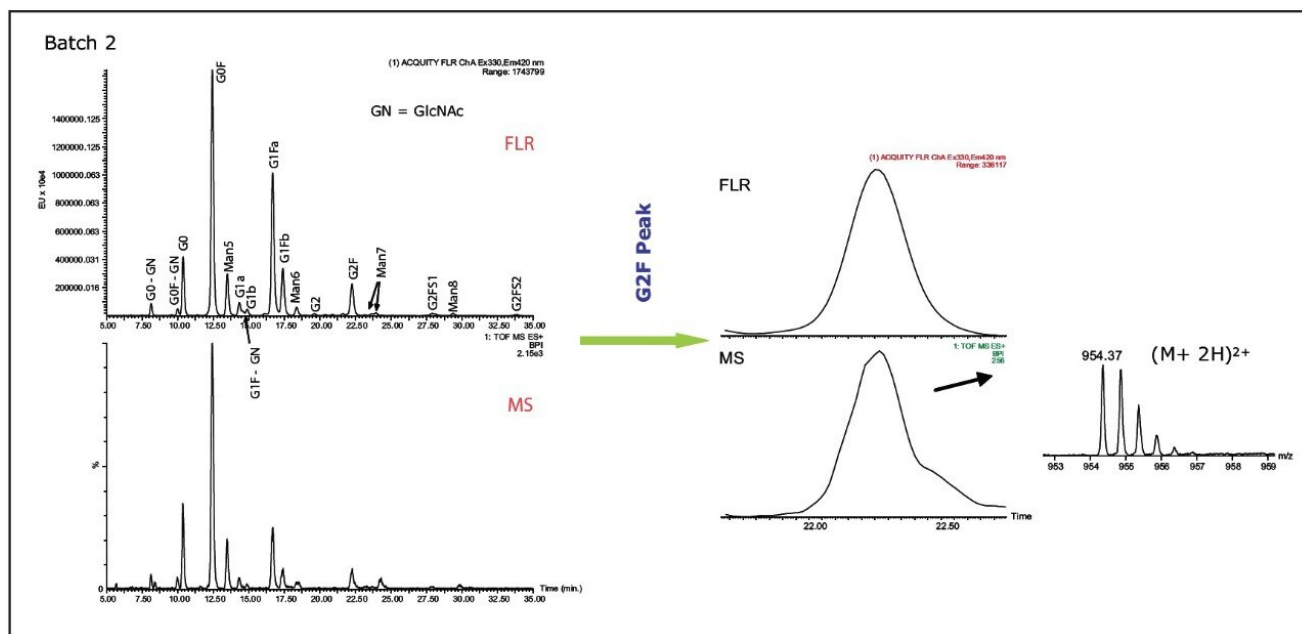 Batch 2
(1) ACQUITY FLR ChA Ex330,Em420 nm
Range: 1743799
GN = GlcNAc
FLR
EU x 10e4
1400000.125
1200000.125
1000000.063
800000.063
600000.063
400000.031
200000.016
G0 - GN
G0F - GN
G0
G0F
Man5
G1a
G1b
G1Fa
G1Fb
Man6
G2
G2F
Man7
G2FS1
Man8
G2FS2
5.00 7.50 10.00 12.50 15.00 17.50 20.00 22.50 25.00 27.50 30.00 32.50 35.00
G1F - GN
1: TOF MS ES+
BPI
2.15e3
MS
%
0
Time (min.)
5.00 7.50 10.00 12.50 15.00 17.50 20.00 22.50 25.00 27.50 30.00 32.50 35.00
G2F Peak
(1) ACQUITY FLR ChA Ex330,Em420 nm
Range: 336117
FLR
1: TOF MS ES+
BPI
256
MS
Time
22.00 22.50
954.37
(M+ 2H)²⁺
m/z
953 954 955 956 957 958 959